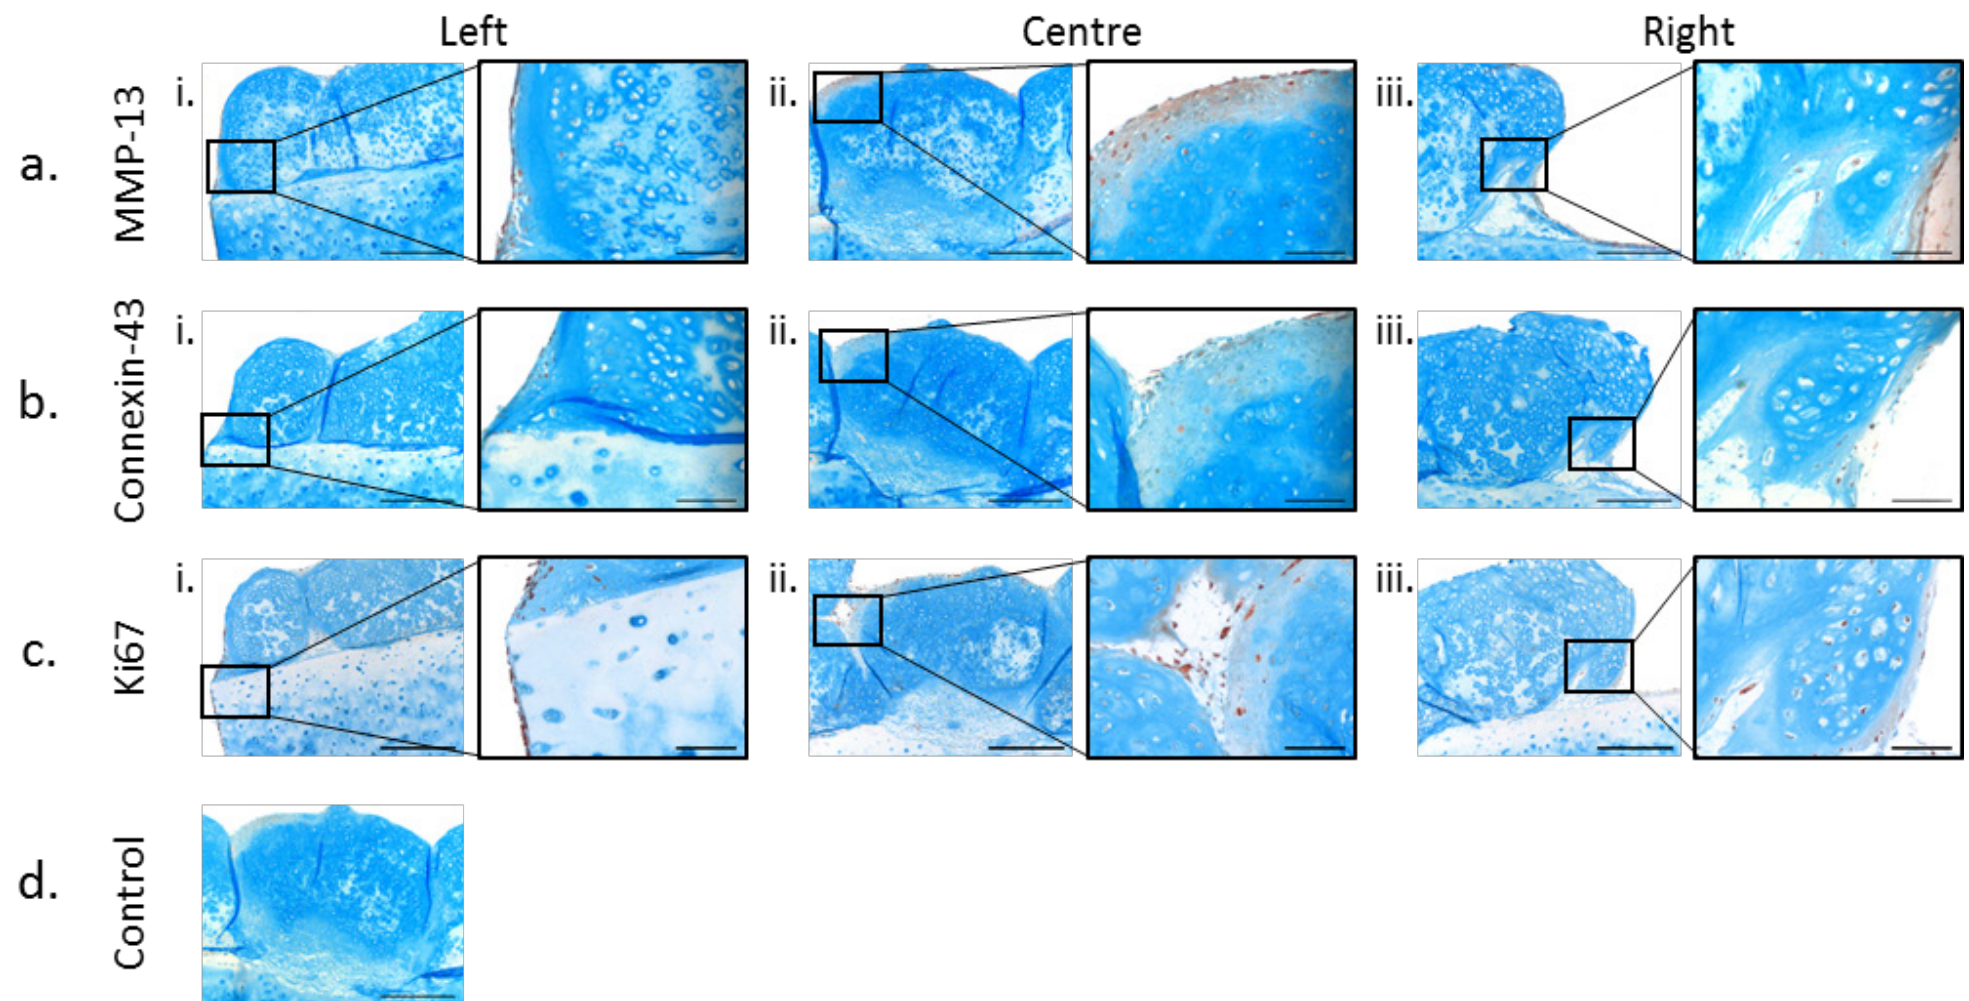 Left Centre Right
a. MMP-13 i. ii. iii.
b. Connexin-43 i. ii. iii.
c. Ki67 i. ii. iii.
d. Control